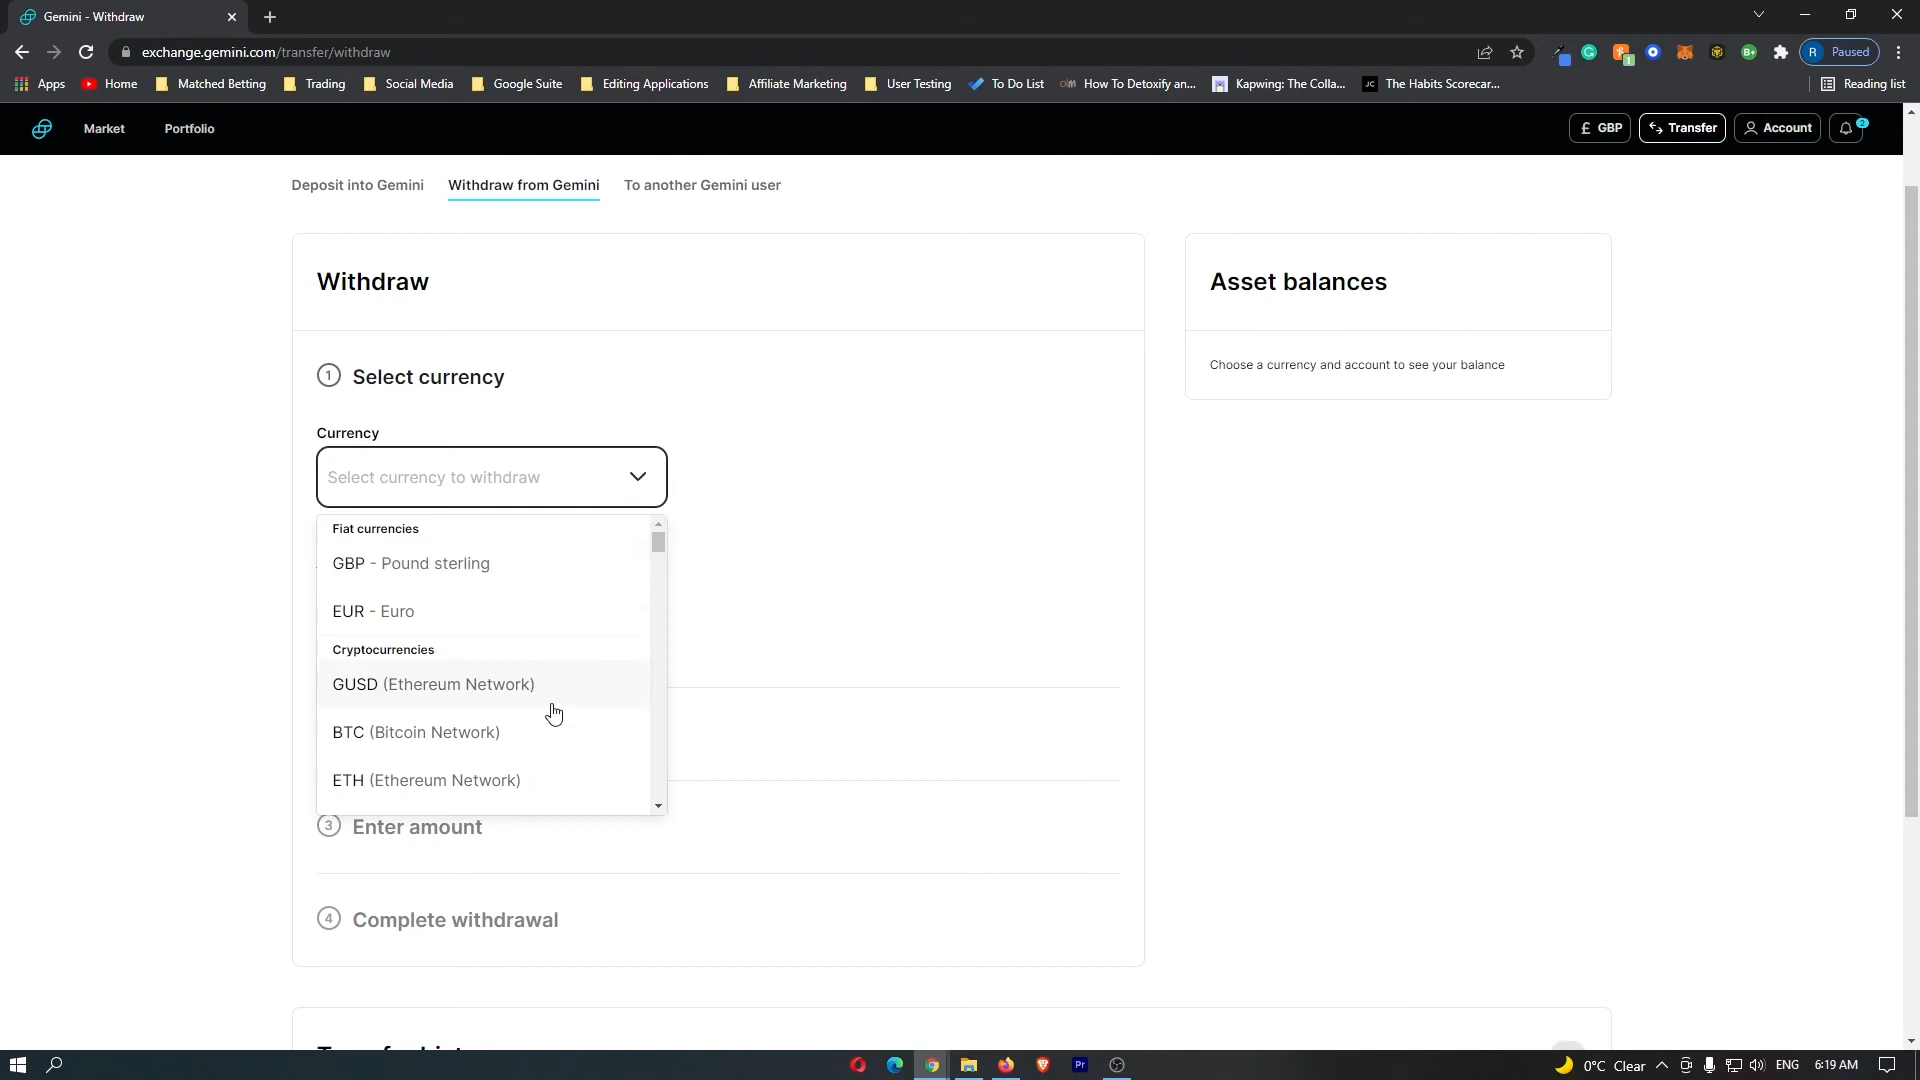 Gemini - Withdraw
exchange.gemini.com/transfer/withdraw
R Paused
Apps Home Matched Betting Trading Social Media Google Suite Editing Applications Affiliate Marketing User Testing To Do List How To Detoxify an... Kapwing: The Colla... JC The Habits Scorecar... Reading list
Market Portfolio £ GBP Transfer Account 2
Deposit into Gemini Withdraw from Gemini To another Gemini user
Withdraw
Asset balances
Choose a currency and account to see your balance
1 Select currency
Currency
Select currency to withdraw
Fiat currencies
GBP - Pound sterling
EUR - Euro
Cryptocurrencies
GUSD (Ethereum Network)
BTC (Bitcoin Network)
ETH (Ethereum Network)
3 Enter amount
4 Complete withdrawal
0°C Clear ENG 6:19 AM